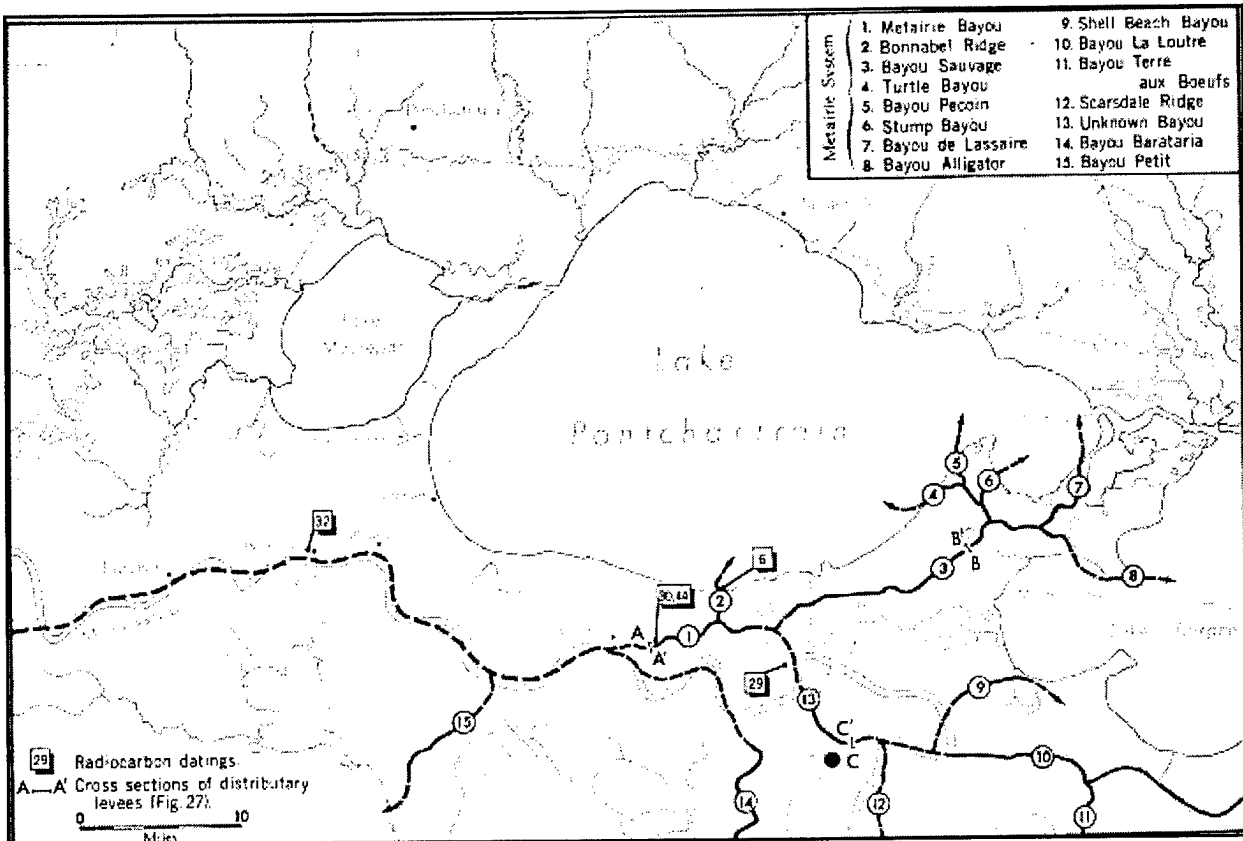 Metairie System
1. Metairie Bayou
2. Bonnabel Ridge
3. Bayou Sauvage
4. Turtle Bayou
5. Bayou Pecoin
6. Stump Bayou
7. Bayou de Lassaire
8. Bayou Alligator
9. Shell Beach Bayou
10. Bayou La Loutre
11. Bayou Terre
aux Boeufs
12. Scarsdale Ridge
13. Unknown Bayou
14. Bayou Barataria
15. Bayou Petit
Lake
Pontchartrain
5
6
7
4
32
B'
B
6
3
8
2
30,44
A
A'
1
29
13
9
15
C'
C
10
14
12
11
29 Radiocarbon datings
A—A' Cross sections of distributary
levees (Fig. 27).
0 10
Miles